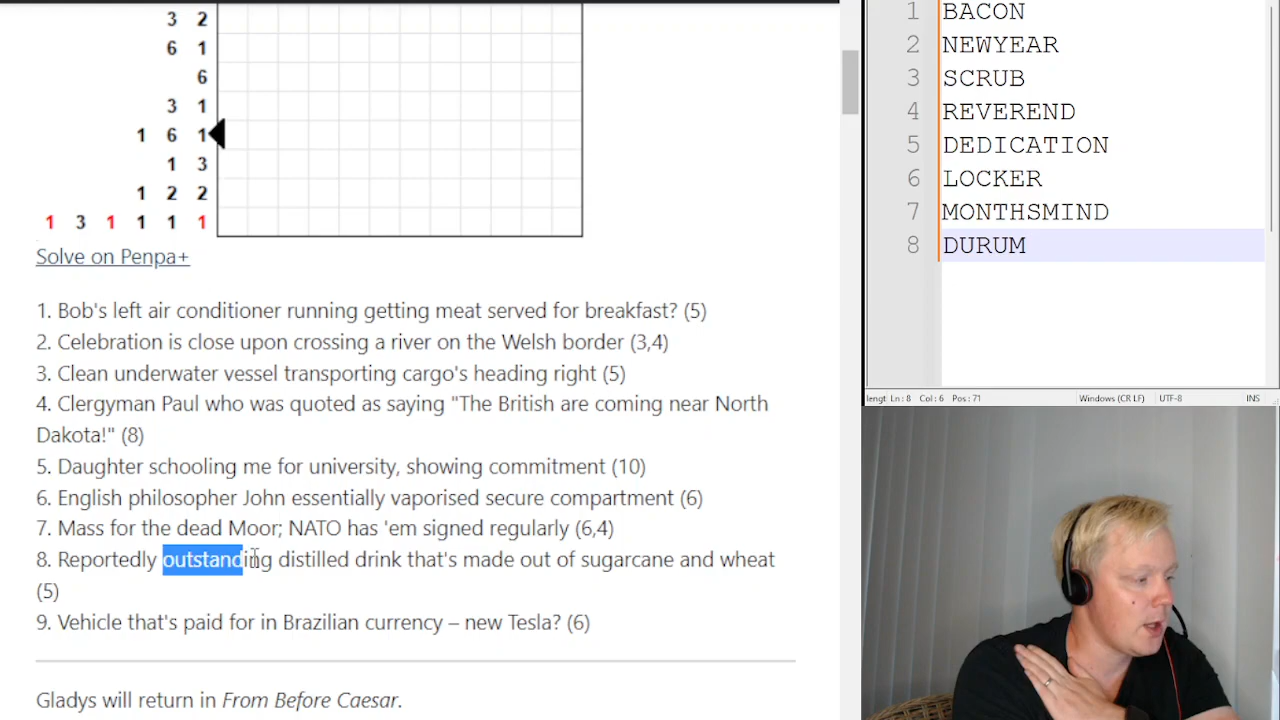 3 2
6 1
6
3 1
1 6 1
1 3
1 2 2
1 3 1 1 1 1
Solve on Penpa+
1. Bob's left air conditioner running getting meat served for breakfast? (5)
2. Celebration is close upon crossing a river on the Welsh border (3,4)
3. Clean underwater vessel transporting cargo's heading right (5)
4. Clergyman Paul who was quoted as saying "The British are coming near North
Dakota!" (8)
5. Daughter schooling me for university, showing commitment (10)
6. English philosopher John essentially vaporised secure compartment (6)
7. Mass for the dead Moor; NATO has 'em signed regularly (6,4)
8. Reportedly outstanding distilled drink that's made out of sugarcane and wheat
(5)
9. Vehicle that's paid for in Brazilian currency – new Tesla? (6)
Gladys will return in From Before Caesar.
1 BACON
2 NEWYEAR
3 SCRUB
4 REVEREND
5 DEDICATION
6 LOCKER
7 MONTHSMIND
8 DURUM
lengt Ln: 8 Col: 6 Pos: 71 Windows (CR LF) UTF-8 INS